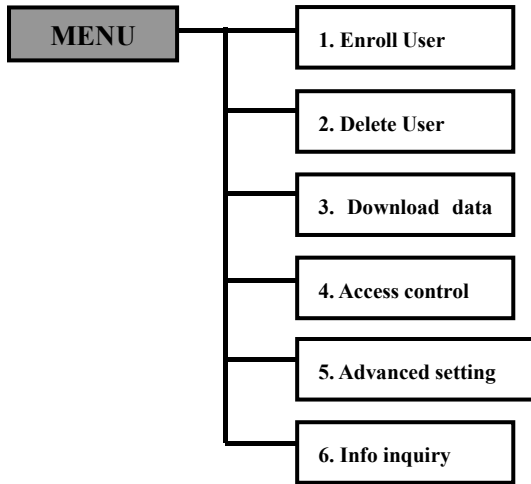 MENU
1. Enroll User
2. Delete User
3. Download data
4. Access control
5. Advanced setting
6. Info inquiry